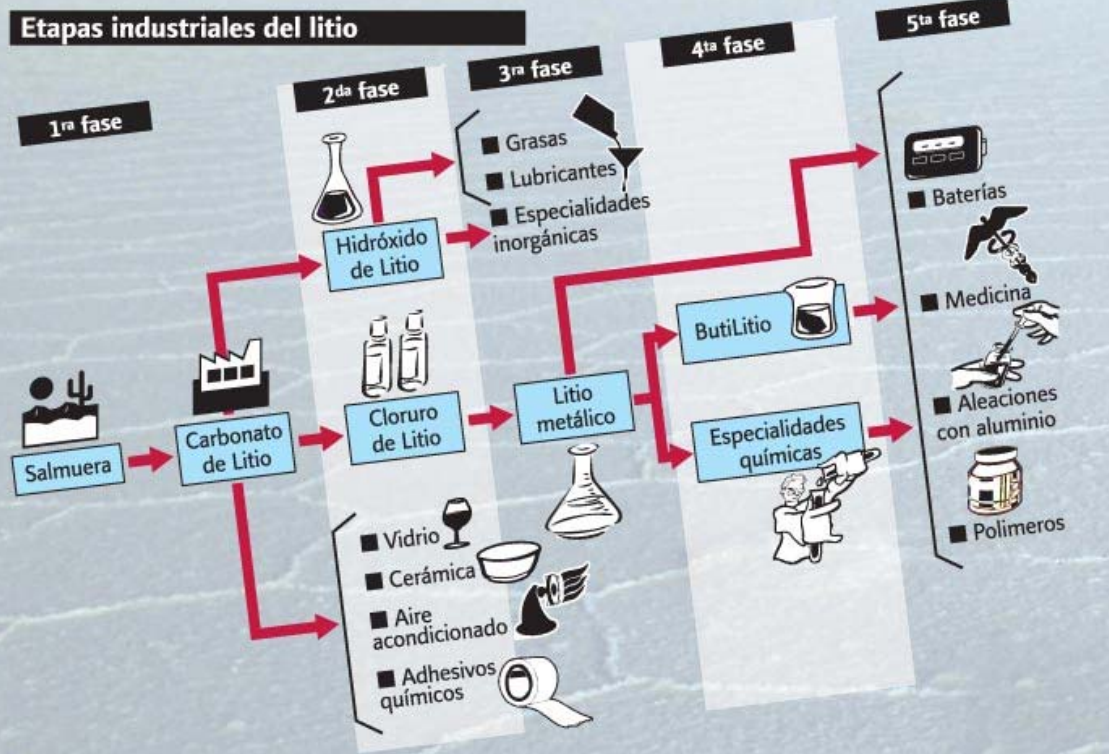 Etapas industriales del litio
1ra fase
2da fase
3ra fase
4ta fase
5ta fase
Salmuera
Carbonato
de Litio
Hidróxido
de Litio
Cloruro
de Litio
■ Vidrio
■ Cerámica
■ Aire
acondicionado
■ Adhesivos
químicos
■ Grasas
■ Lubricantes
■ Especialidades
inorgánicas
Litio
metálico
ButiLitio
Especialidades
químicas
■ Baterías
■ Medicina
■ Aleaciones
con aluminio
■ Polimeros